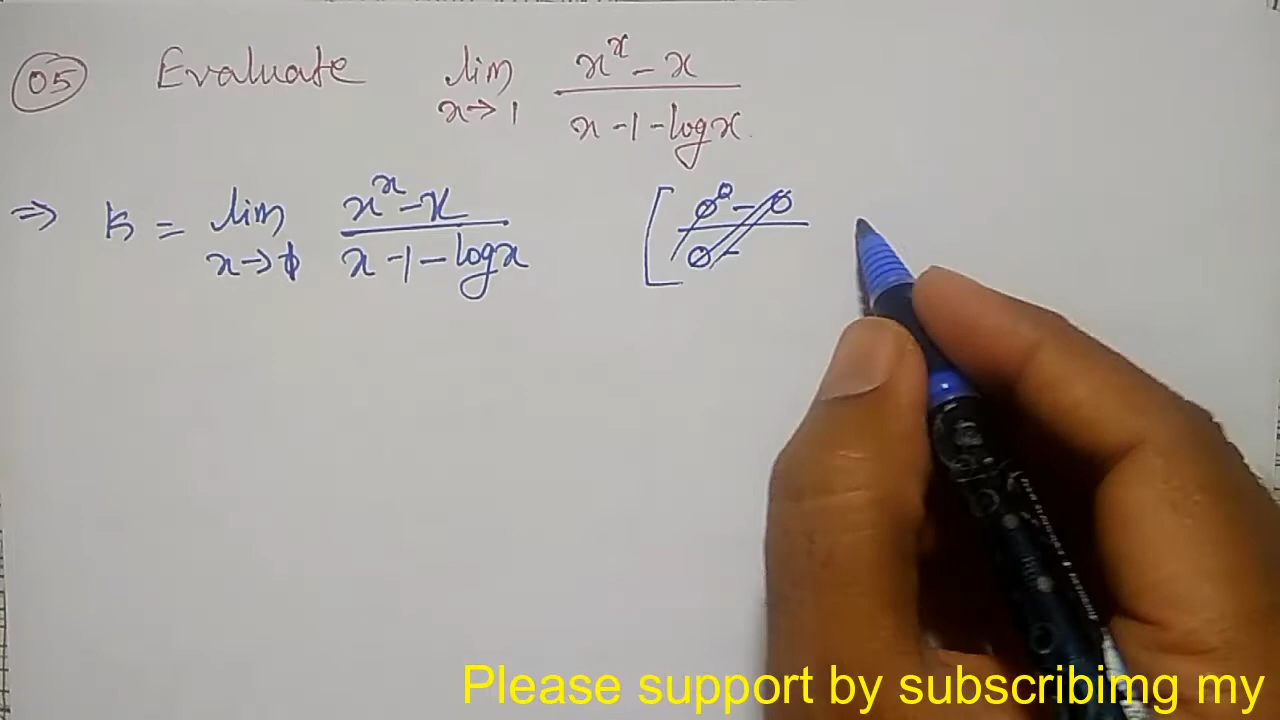 05 Evaluate lim x→1 (x^x - x)/(x - 1 - log x).
⇒ k = lim x→1 (x^x - x)/(x - 1 - log x) [
Please support by subscribimg my